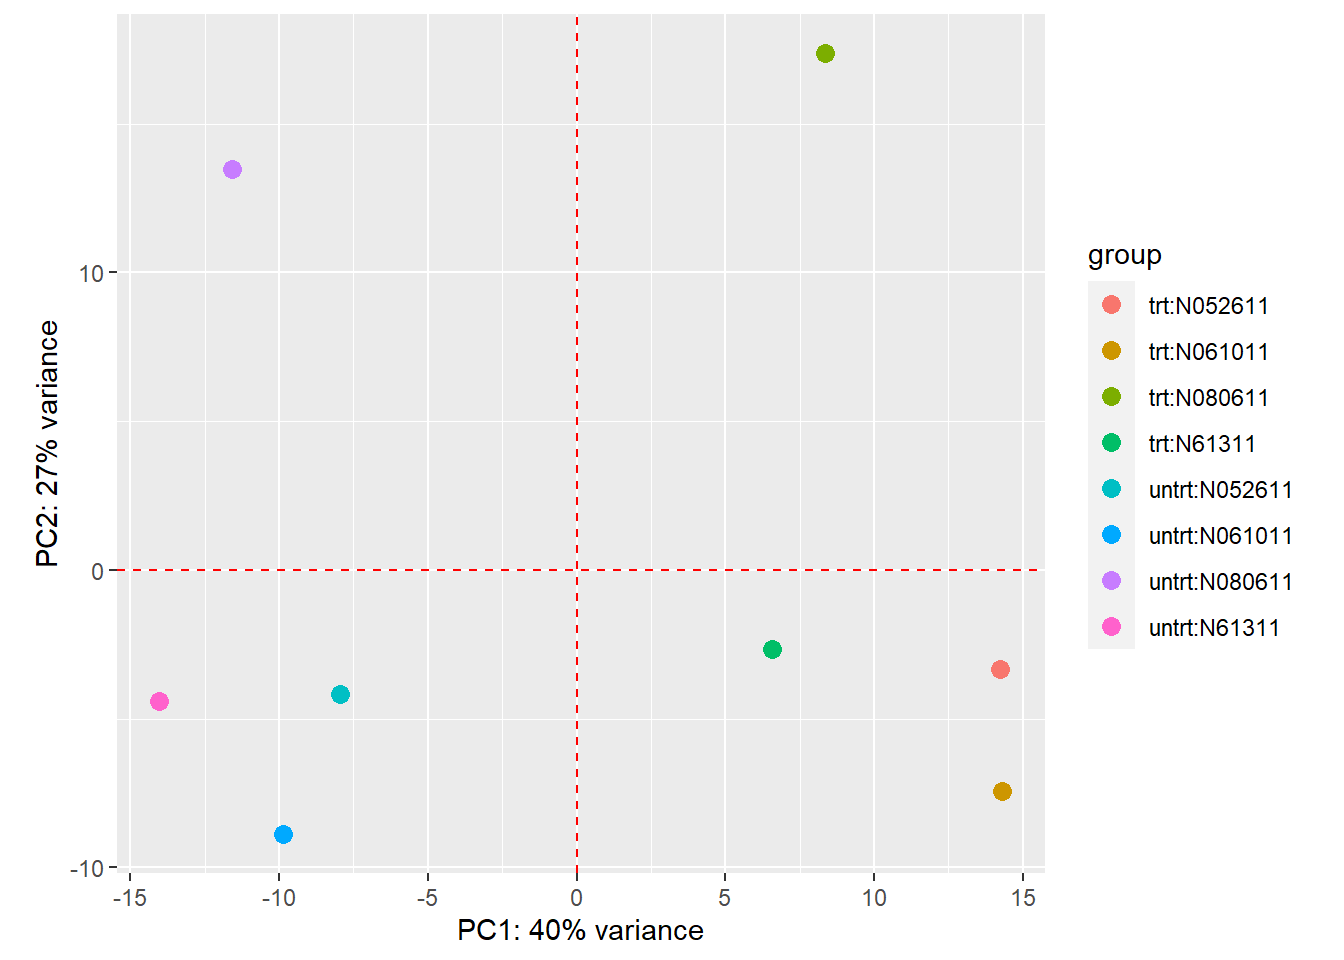 PC2: 27% variance
10
0
-10
-15
-10
-5
0
5
10
15
PC1: 40% variance
group
trt:N052611
trt:N061011
trt:N080611
trt:N61311
untrt:N052611
untrt:N061011
untrt:N080611
untrt:N61311